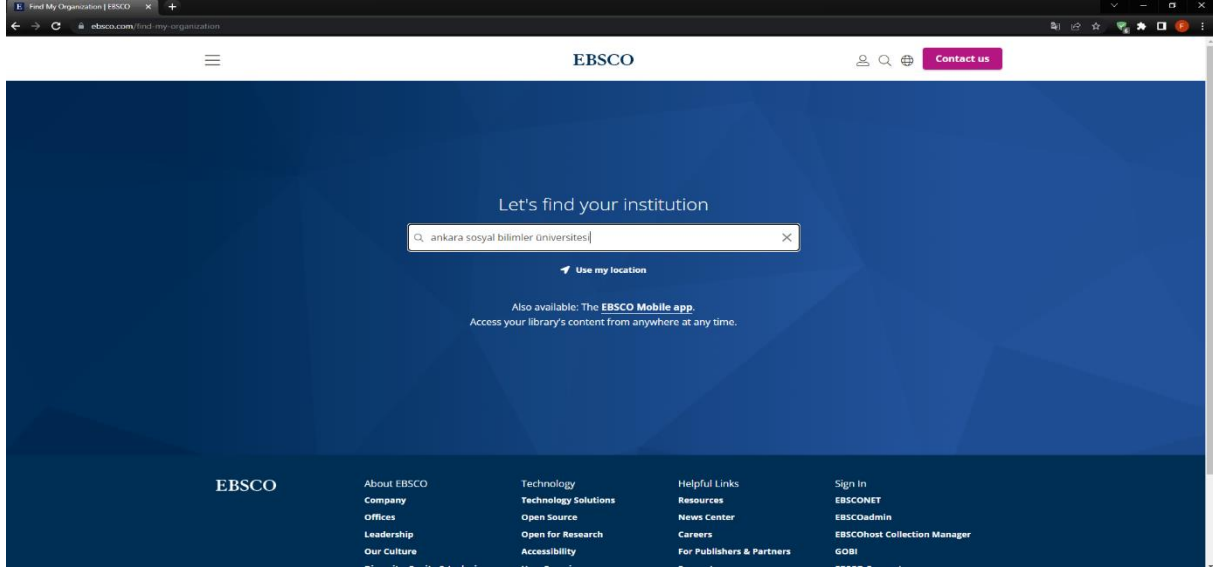 Find My Organization | EBSCO
ebsco.com/find-my-organization
EBSCO
Contact us
Let's find your institution
ankara sosyal bilimler üniversitesi
Use my location
Also available: The EBSCO Mobile app.
Access your library's content from anywhere at any time.
EBSCO
About EBSCO
Company
Offices
Leadership
Our Culture
Technology
Technology Solutions
Open Source
Open for Research
Accessibility
Helpful Links
Resources
News Center
Careers
For Publishers & Partners
Sign In
EBSCONET
EBSCOadmin
EBSCOhost Collection Manager
GOBI